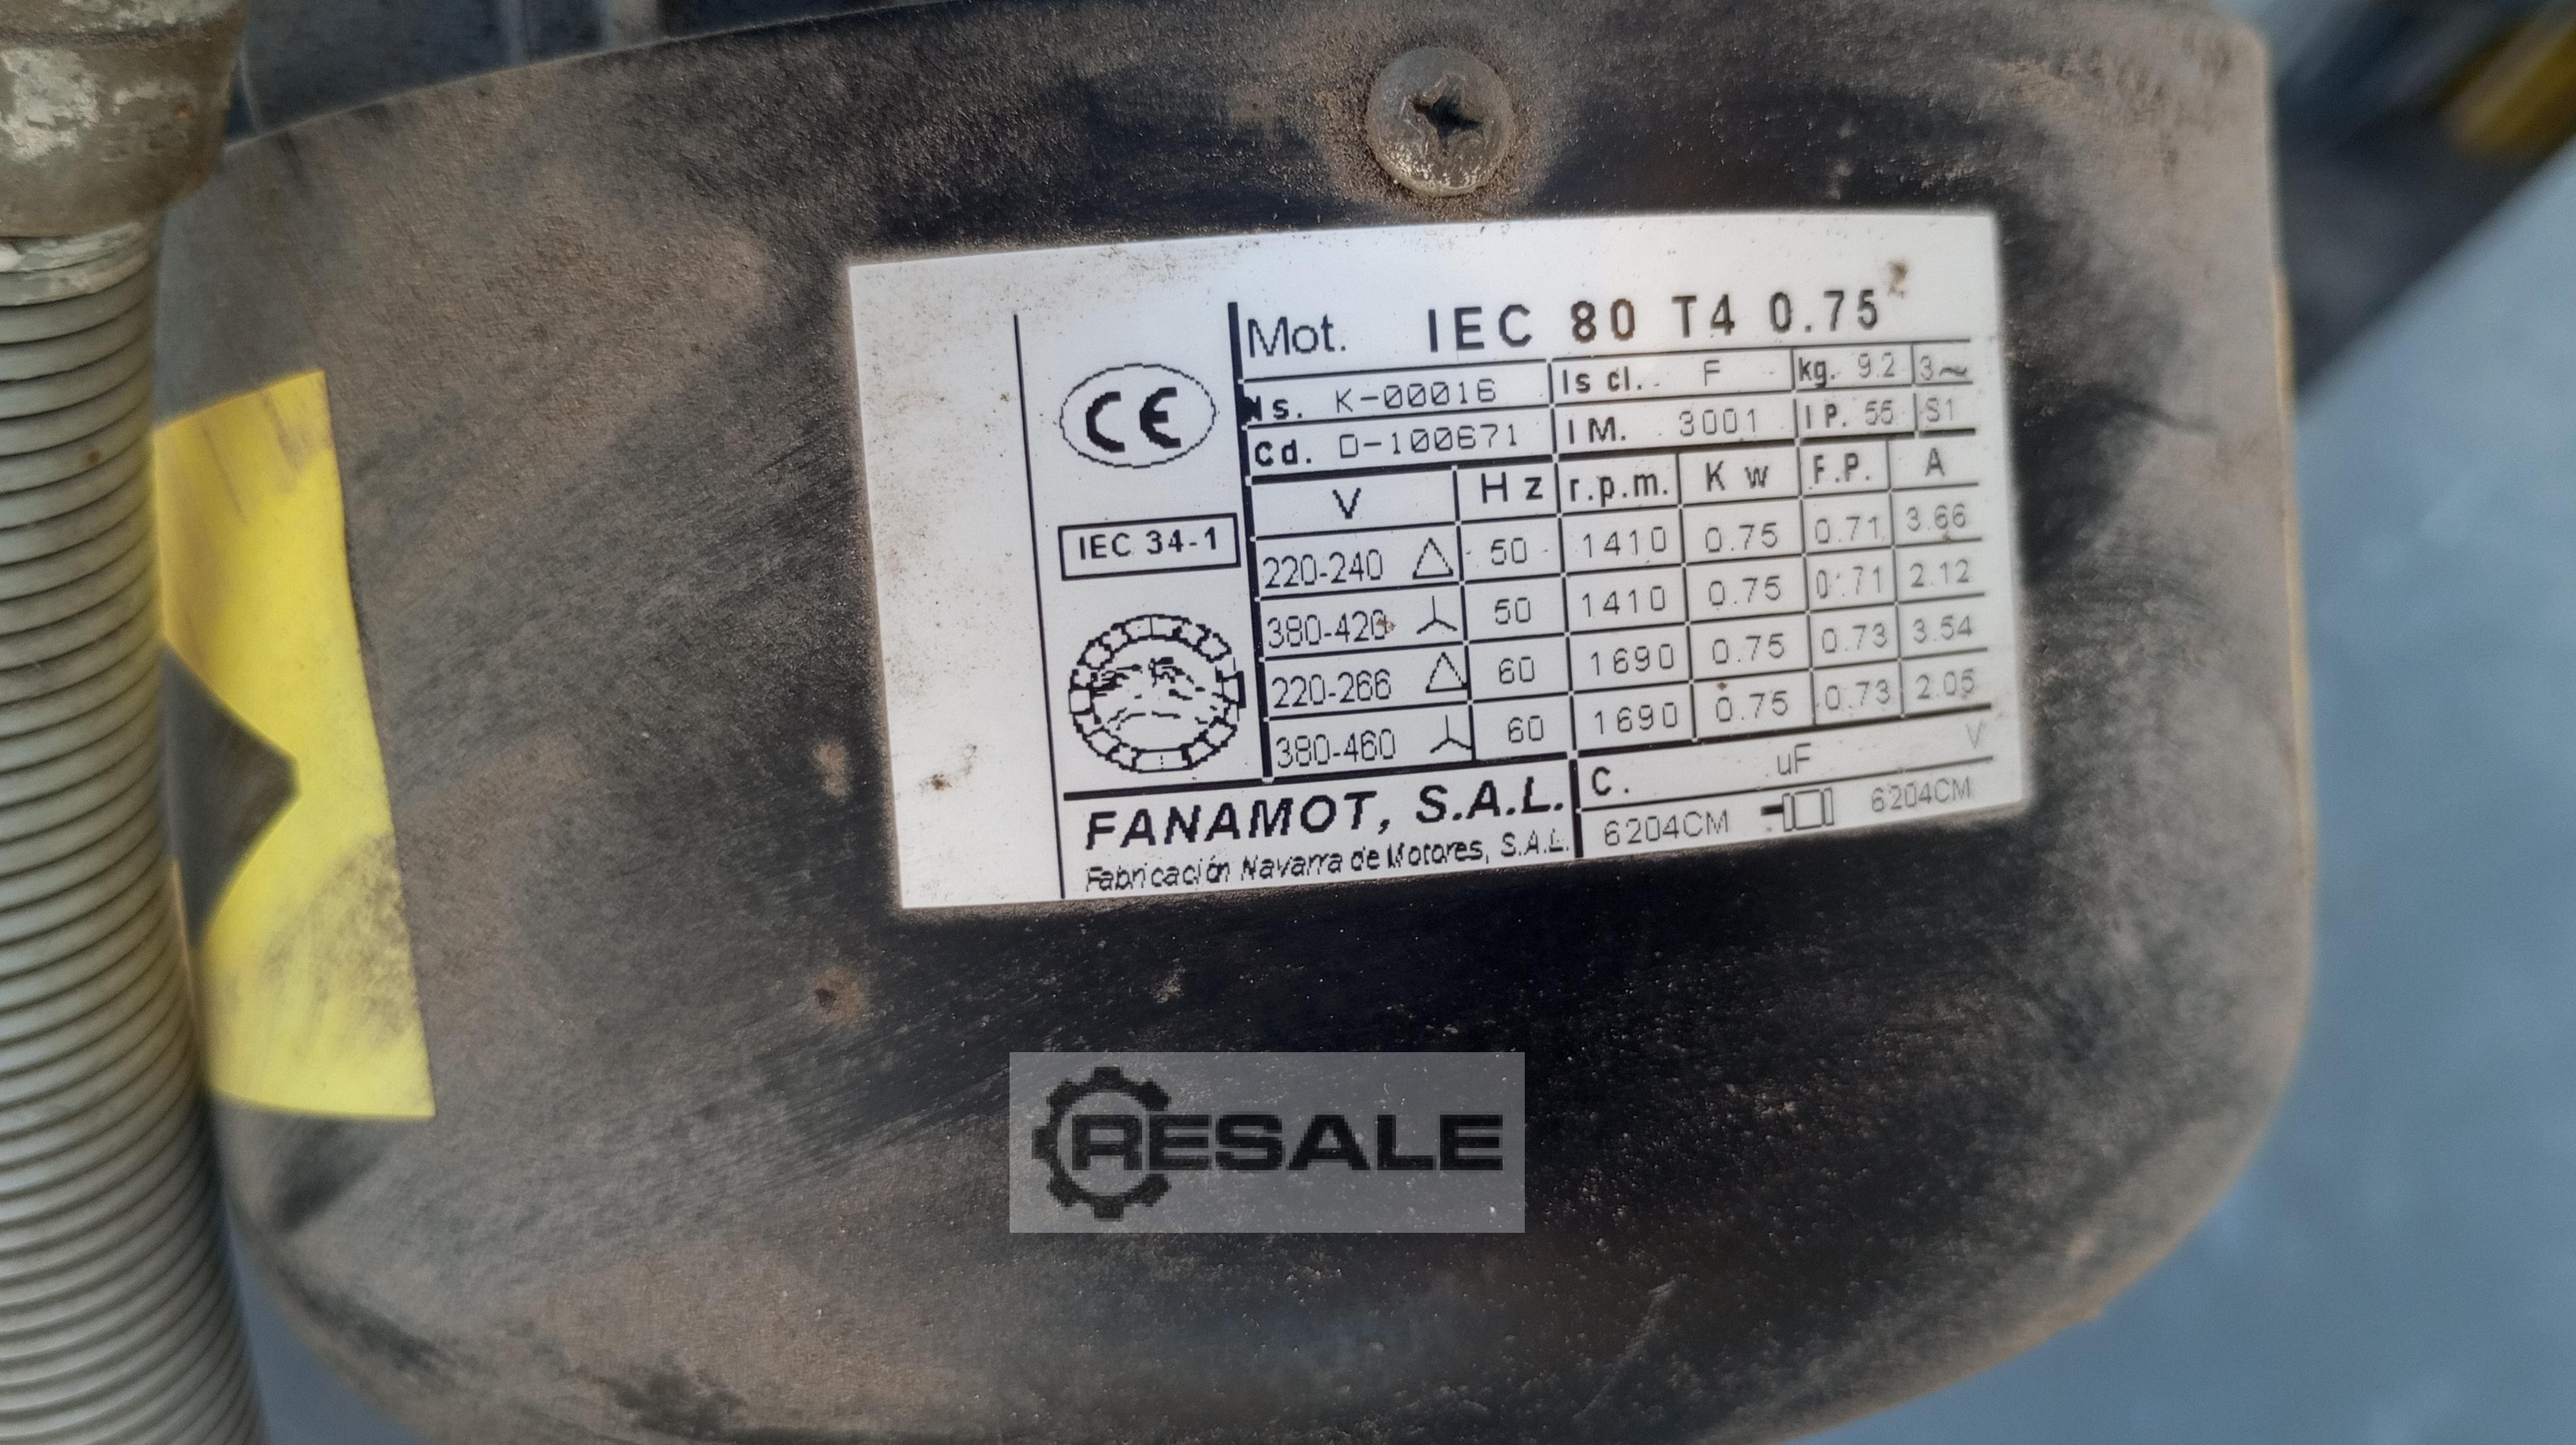 Mot. IEC 80 T4 0.75
Ns. K-00016 Is cl. F kg. 9.2 3~
Cd. D-100671 IM. 3001 IP. 55 S1
V Hz r.p.m. Kw F.P. A
220-240 △ 50 1410 0.75 0.71 3.66
380-420 50 1410 0.75 0.71 2.12
220-266 △ 60 1690 0.75 0.73 3.54
380-460 60 1690 0.75 0.73 2.05
CE
IEC 34-1
FANAMOT, S.A.L.
Fabricación Navarra de Motores, S.A.L.
C. uF V
6204CM 6204CM
RESALE